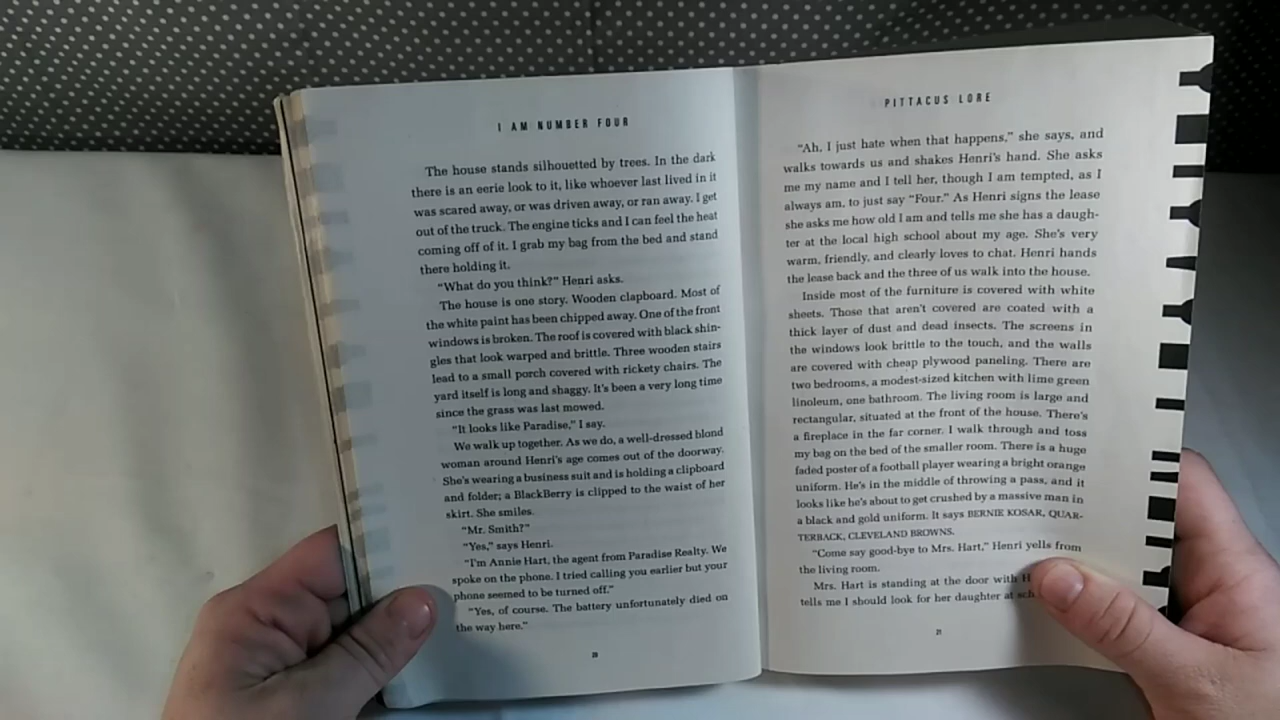 I AM NUMBER FOUR
The house stands silhouetted by trees. In the dark
there is an eerie look to it, like whoever last lived in it
was scared away, or was driven away, or ran away. I get
out of the truck. The engine ticks and I can feel the heat
coming off of it. I grab my bag from the bed and stand
there holding it.
“What do you think?” Henri asks.
The house is one story. Wooden clapboard. Most of
the white paint has been chipped away. One of the front
windows is broken. The roof is covered with black shin-
gles that look warped and brittle. Three wooden stairs
lead to a small porch covered with rickety chairs. The
yard itself is long and shaggy. It’s been a very long time
since the grass was last mowed.
“It looks like Paradise,” I say.
We walk up together. As we do, a well-dressed blond
woman around Henri’s age comes out of the doorway.
She’s wearing a business suit and is holding a clipboard
and folder; a BlackBerry is clipped to the waist of her
skirt. She smiles.
“Mr. Smith?”
“Yes,” says Henri.
“I’m Annie Hart, the agent from Paradise Realty. We
spoke on the phone. I tried calling you earlier but your
phone seemed to be turned off.”
“Yes, of course. The battery unfortunately died on
the way here.”
20
PITTACUS LORE
“Ah, I just hate when that happens,” she says, and
walks towards us and shakes Henri’s hand. She asks
me my name and I tell her, though I am tempted, as I
always am, to just say “Four.” As Henri signs the lease
she asks me how old I am and tells me she has a daugh-
ter at the local high school about my age. She’s very
warm, friendly, and clearly loves to chat. Henri hands
the lease back and the three of us walk into the house.
Inside most of the furniture is covered with white
sheets. Those that aren’t covered are coated with a
thick layer of dust and dead insects. The screens in
the windows look brittle to the touch, and the walls
are covered with cheap plywood paneling. There are
two bedrooms, a modest-sized kitchen with lime green
linoleum, one bathroom. The living room is large and
rectangular, situated at the front of the house. There’s
a fireplace in the far corner. I walk through and toss
my bag on the bed of the smaller room. There is a huge
faded poster of a football player wearing a bright orange
uniform. He’s in the middle of throwing a pass, and it
looks like he’s about to get crushed by a massive man in
a black and gold uniform. It says BERNIE KOSAR, QUAR-
TERBACK, CLEVELAND BROWNS.
“Come say good-bye to Mrs. Hart,” Henri yells from
the living room.
Mrs. Hart is standing at the door with
tells me I should look for her daughter at
21